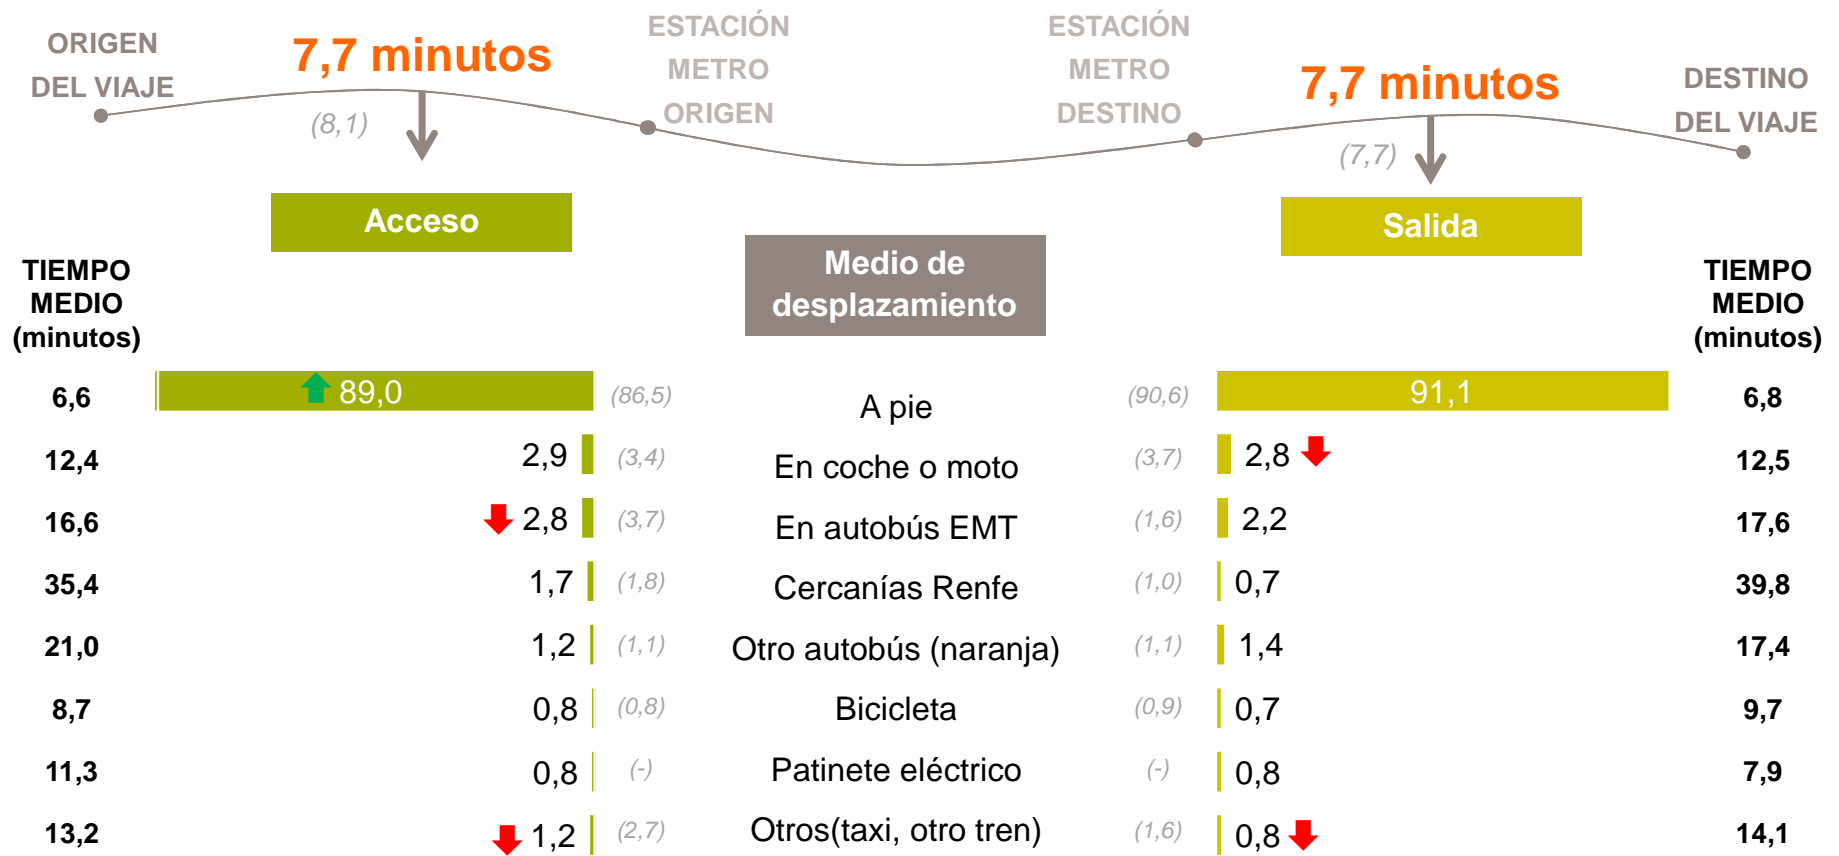 ORIGEN
DEL VIAJE
7,7 minutos
(8,1)
ESTACIÓN
METRO
ORIGEN
ESTACIÓN
METRO
DESTINO
7,7 minutos
(7,7)
DESTINO
DEL VIAJE
Acceso
Salida
Medio de
desplazamiento
TIEMPO
MEDIO
(minutos)
TIEMPO
MEDIO
(minutos)
6,6 89,0 (86,5) A pie (90,6) 91,1 6,8
12,4 2,9 (3,4) En coche o moto (3,7) 2,8 12,5
16,6 2,8 (3,7) En autobús EMT (1,6) 2,2 17,6
35,4 1,7 (1,8) Cercanías Renfe (1,0) 0,7 39,8
21,0 1,2 (1,1) Otro autobús (naranja) (1,1) 1,4 17,4
8,7 0,8 (0,8) Bicicleta (0,9) 0,7 9,7
11,3 0,8 (-) Patinete eléctrico (-) 0,8 7,9
13,2 1,2 (2,7) Otros(taxi, otro tren) (1,6) 0,8 14,1